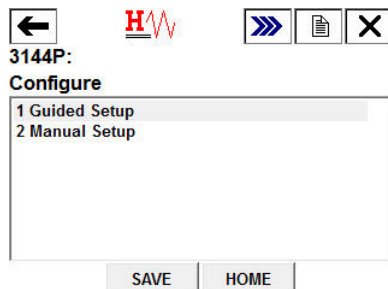 H
3144P:
Configure
1 Guided Setup
2 Manual Setup
SAVE HOME